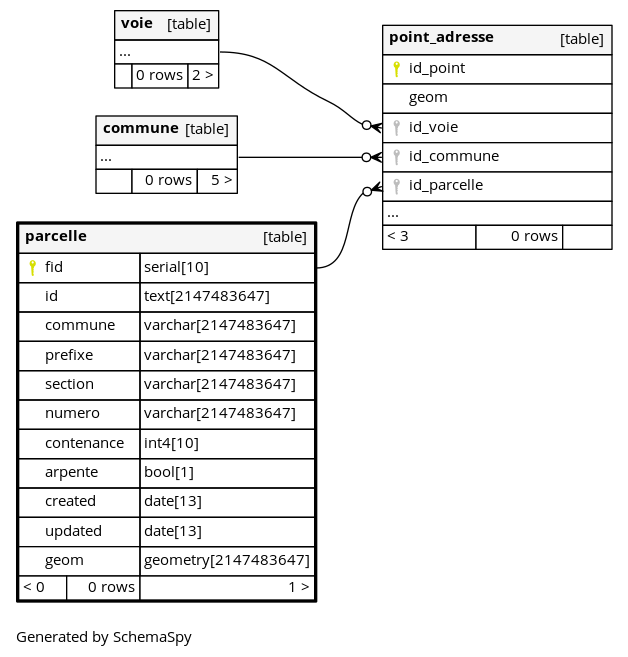 voie [table]
...
0 rows 2 >
commune [table]
...
0 rows 5 >
point_adresse [table]
id_point
geom
id_voie
id_commune
id_parcelle
...
< 3 0 rows
parcelle [table]
fid serial[10]
id text[2147483647]
commune varchar[2147483647]
prefixe varchar[2147483647]
section varchar[2147483647]
numero varchar[2147483647]
contenance int4[10]
arpente bool[1]
created date[13]
updated date[13]
geom geometry[2147483647]
< 0 0 rows 1 >
Generated by SchemaSpy